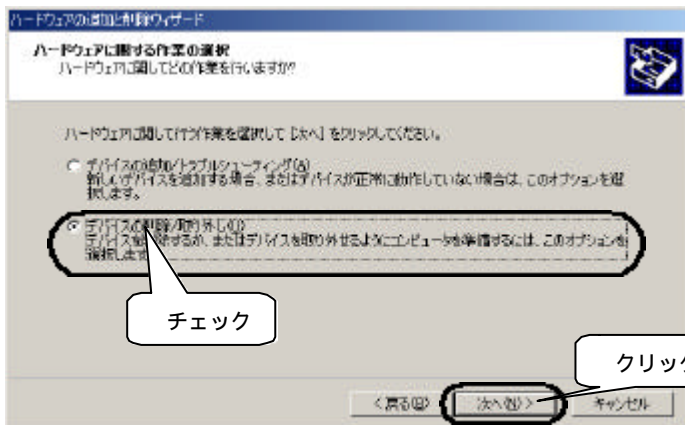 ハードウェアの追加と削除ウィザード
ハードウェアに関する作業の選択
ハードウェアに関してどの作業を行いますか?
ハードウェアに関して行う作業を選択して [次へ] をクリックしてください。
デバイスの追加/トラブルシューティング(A)
新しいデバイスを追加する場合、またはデバイスが正常に動作していない場合は、このオプションを選
択します。
デバイスの削除/取り外し(U)
デバイスを するか、またはデバイスを取り外せるようにコンピュータを準備するには、このオプションを
選択します
チェック
クリック
< 戻る(B)
次へ(N) >
キャンセル